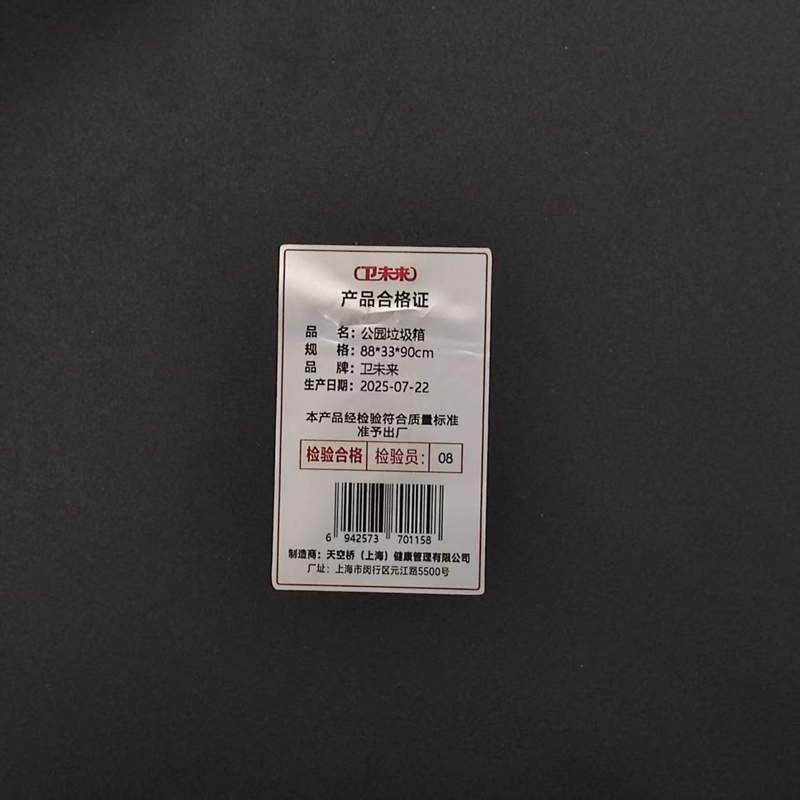 卫未来
产品合格证
品 名：公园垃圾箱
规 格：88*33*90cm
品 牌：卫未来
生产日期：2025-07-22
本产品经检验符合质量标准
准予出厂
检验合格 检验员： 08
6 942573 701158
制造商：天空桥（上海）健康管理有限公司
厂址：上海市闵行区元江路5500号